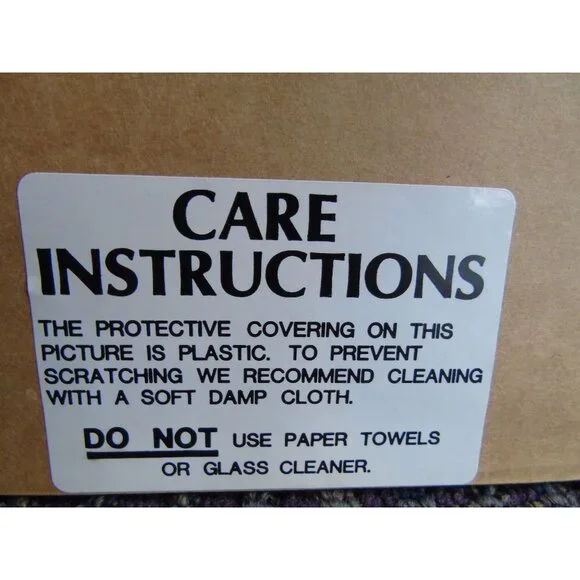 CARE
INSTRUCTIONS
THE PROTECTIVE COVERING ON THIS
PICTURE IS PLASTIC. TO PREVENT
SCRATCHING WE RECOMMEND CLEANING
WITH A SOFT DAMP CLOTH.
DO NOT USE PAPER TOWELS
OR GLASS CLEANER.